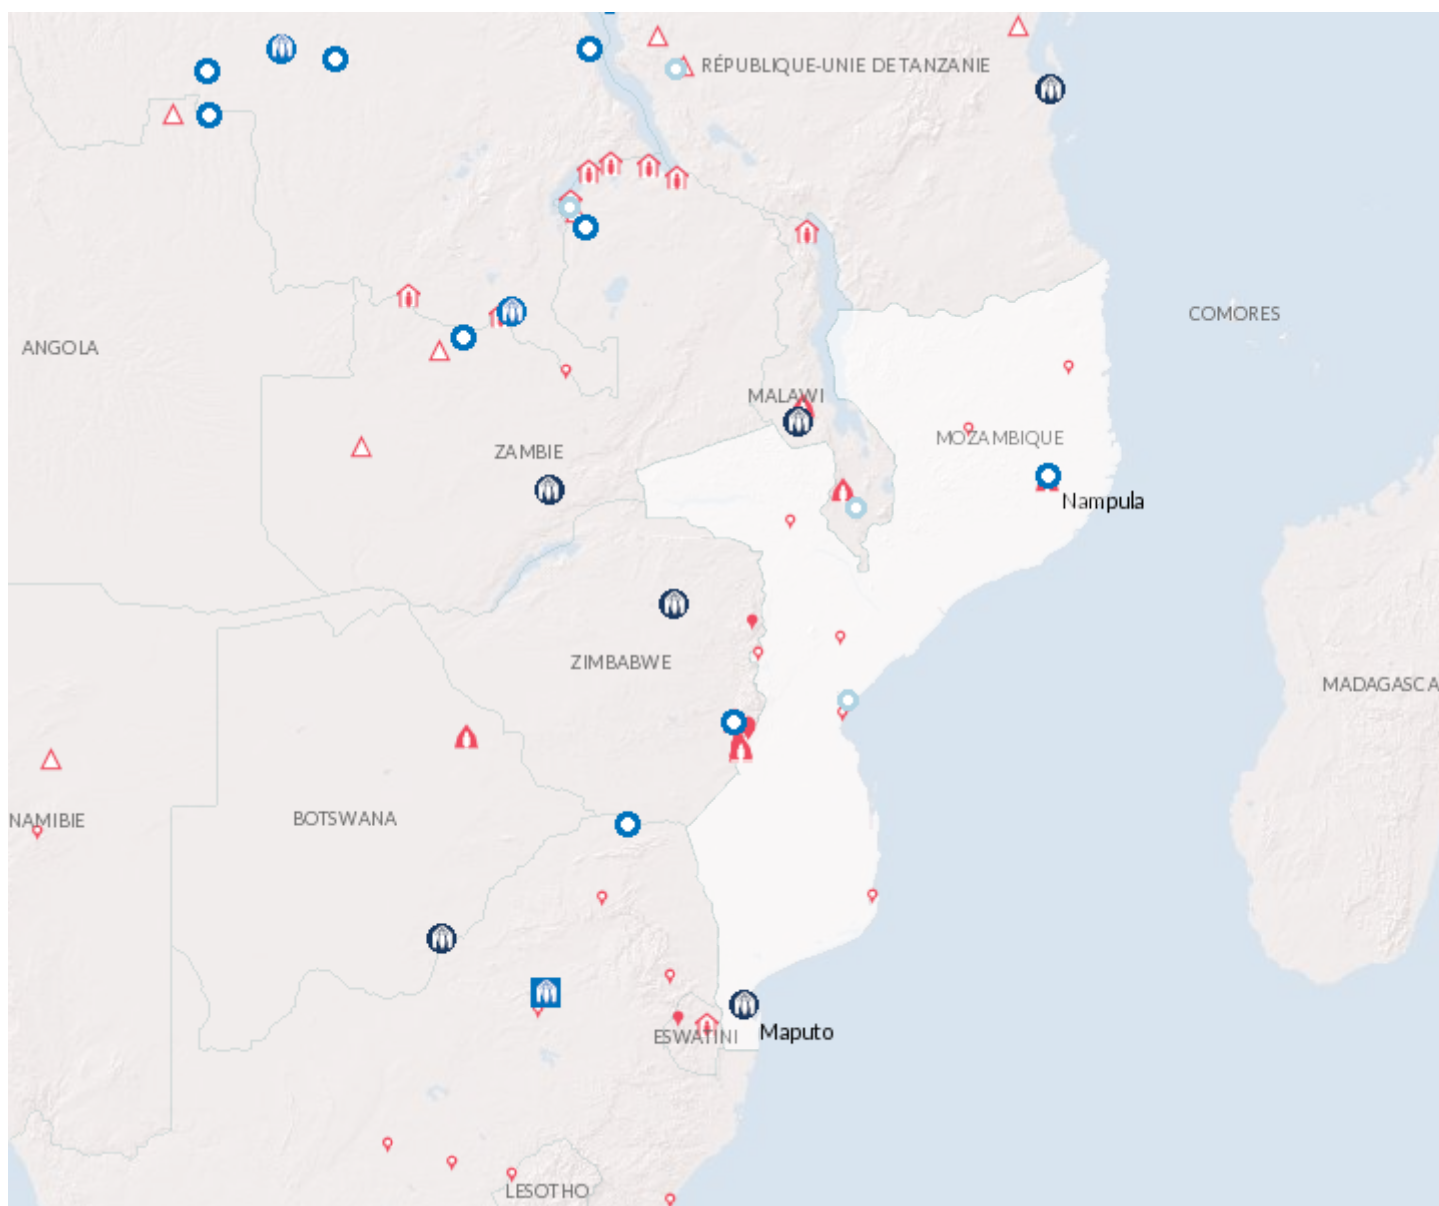 RÉPUBLIQUE-UNIE DE TANZANIE
COMORES
ANGOLA
MALAWI
MOZAMBIQUE
ZAMBIE
Nampula
ZIMBABWE
MADAGASCA
NAMIBIE
BOTSWANA
Maputo
ESWATINI
LESOTHO